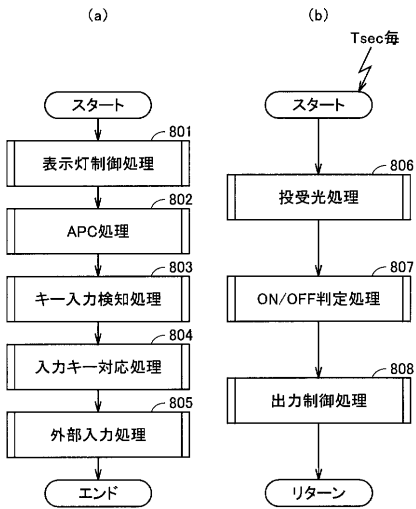 (a)
スタート
801
表示灯制御処理
802
APC処理
803
キー入力検知処理
804
入力キー対応処理
805
外部入力処理
エンド
(b)
Tsec毎
スタート
806
投受光処理
807
ON/OFF判定処理
808
出力制御処理
リターン